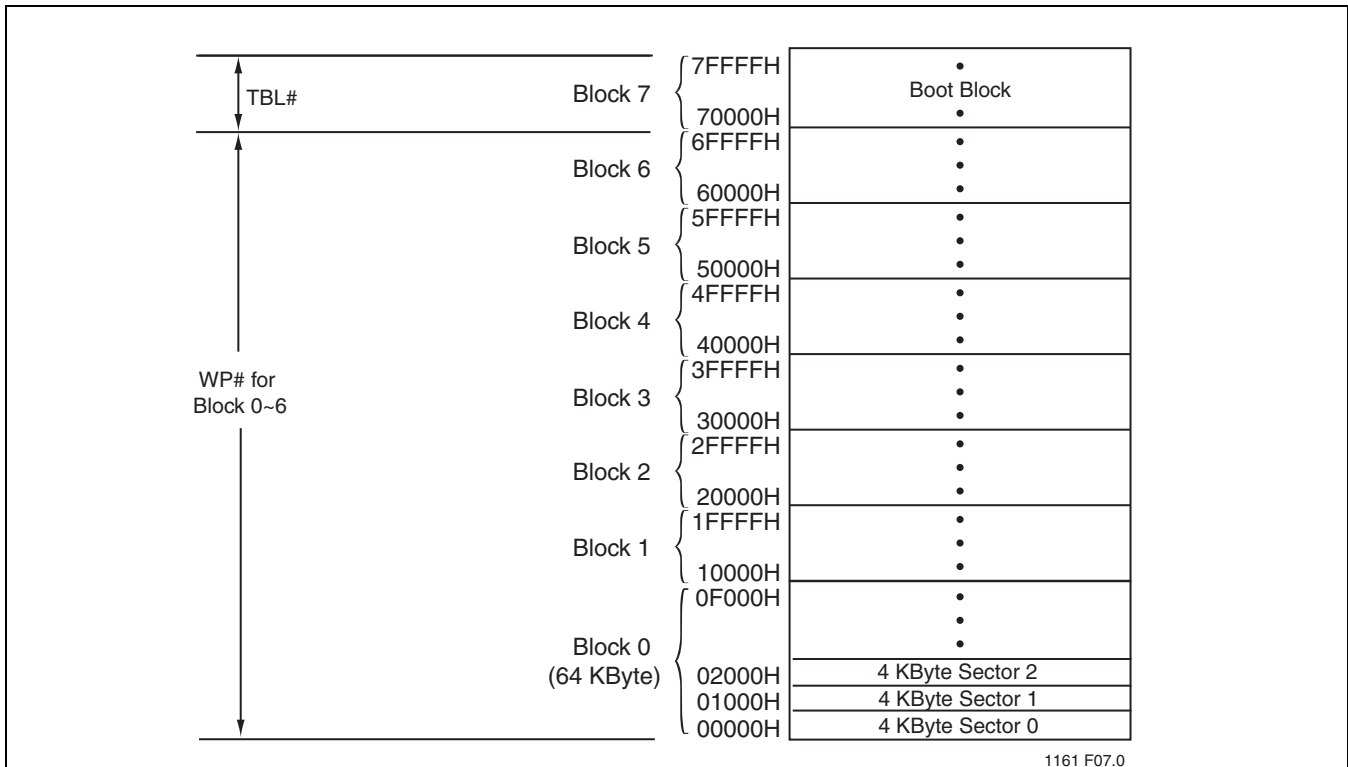 7FFFFH
TBL#
Block 7
Boot Block
70000H
6FFFFH
Block 6
60000H
5FFFFH
Block 5
50000H
4FFFFH
Block 4
40000H
3FFFFH
WP# for
Block 0~6
Block 3
30000H
2FFFFH
Block 2
20000H
1FFFFH
Block 1
10000H
0F000H
Block 0
(64 KByte)
02000H
4 KByte Sector 2
01000H
4 KByte Sector 1
00000H
4 KByte Sector 0
1161 F07.0